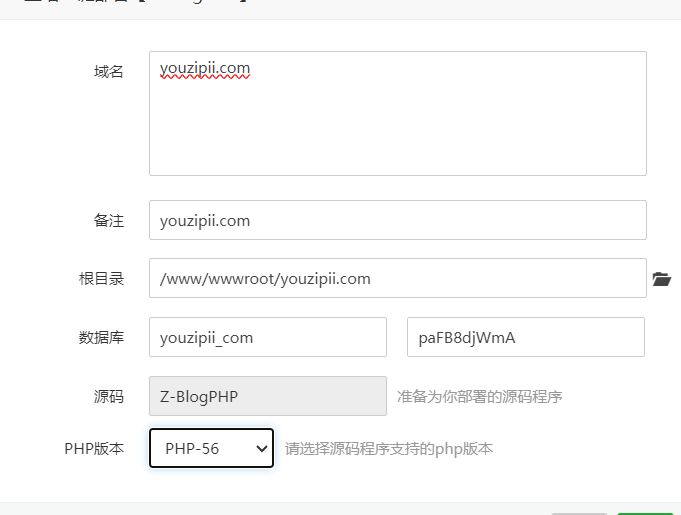 域名
youzipii.com
备注
youzipii.com
根目录
/www/wwwroot/youzipii.com
数据库
youzipii_com
paFB8djWmA
源码
Z-BlogPHP
准备为你部署的源码程序
PHP版本
PHP-56
请选择源码程序支持的php版本